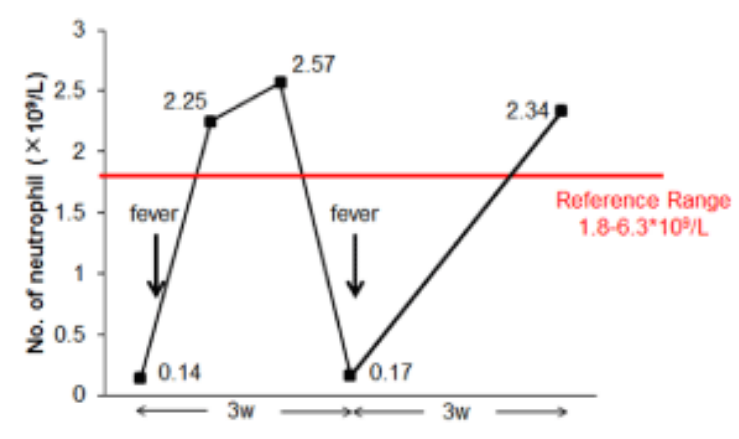 No. of neutrophil (×10⁹/L)
3
2.5
2
1.5
1
0.5
0
2.25
2.57
2.34
fever
fever
0.14
0.17
Reference Range
1.8-6.3*10⁹/L
3w
3w